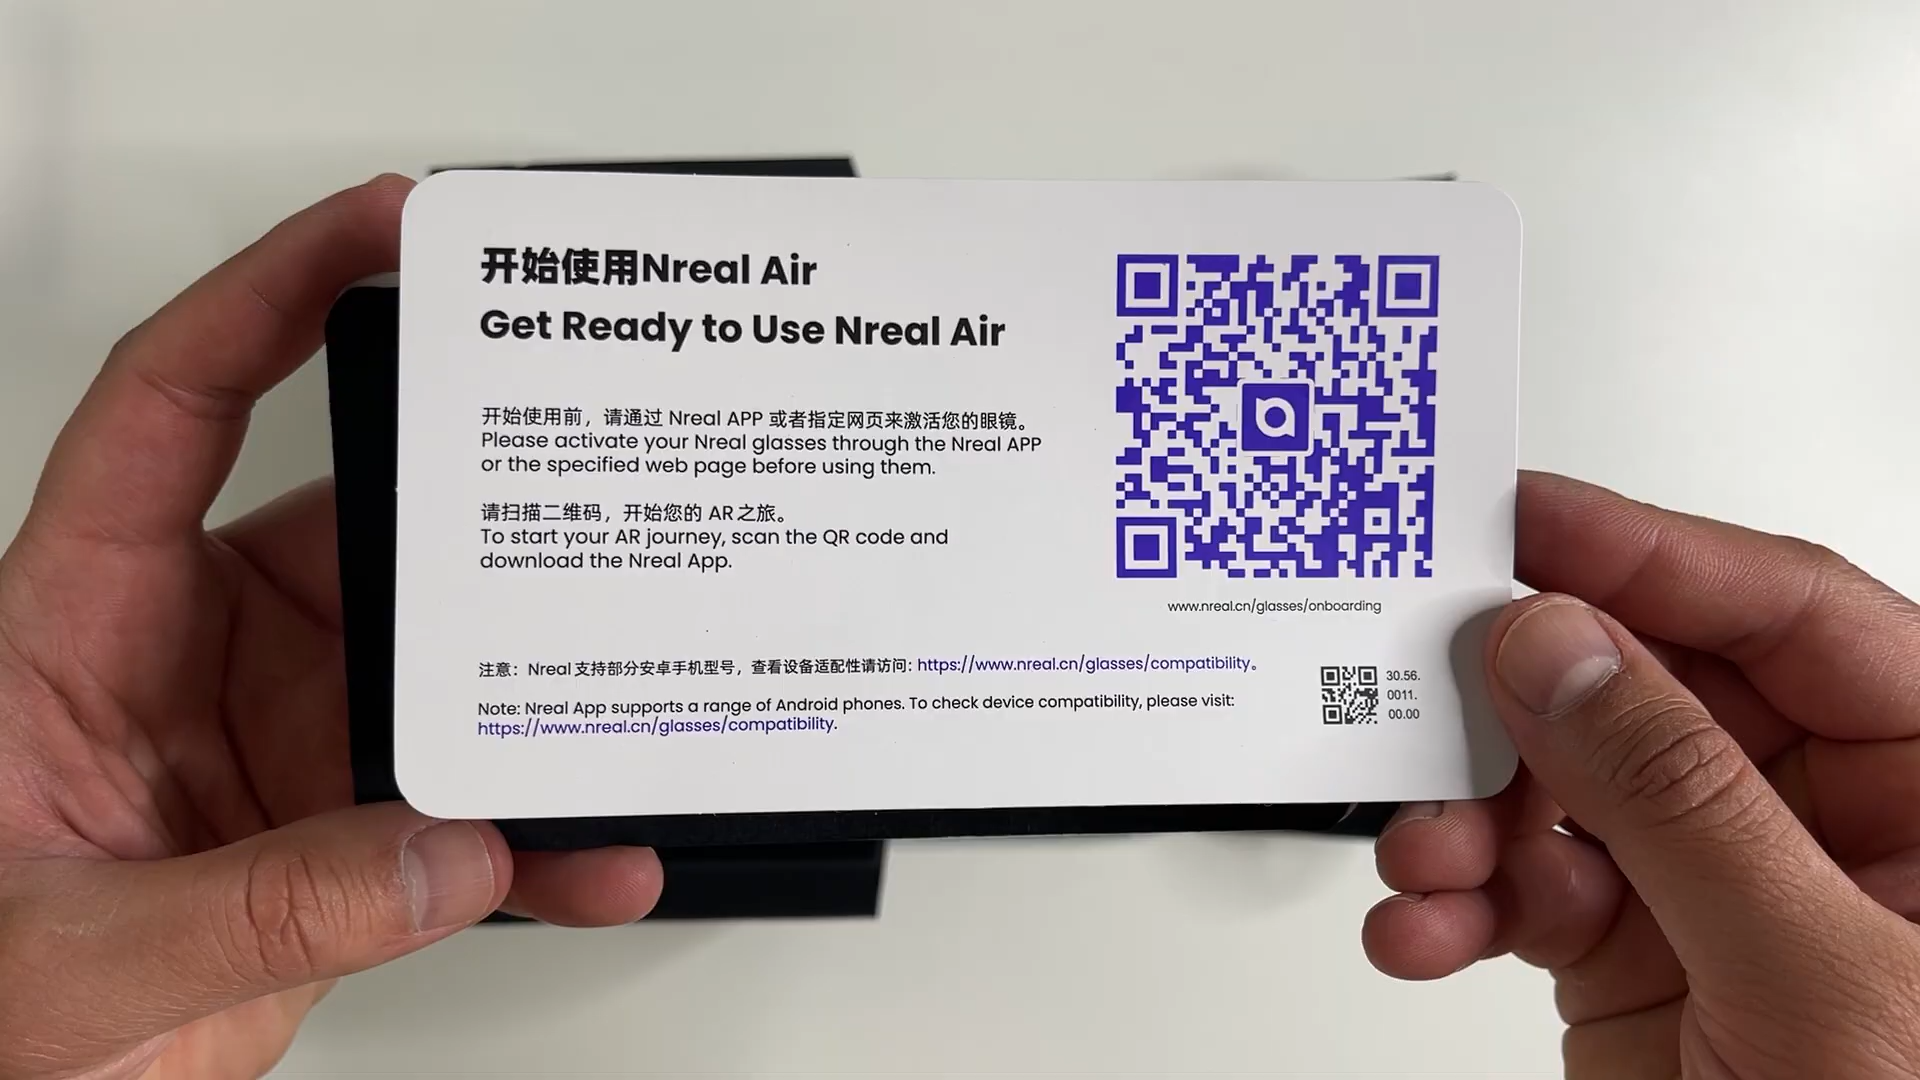 开始使用Nreal Air
Get Ready to Use Nreal Air
开始使用前，请通过 Nreal APP 或者指定网页来激活您的眼镜。
Please activate your Nreal glasses through the Nreal APP
or the specified web page before using them.
请扫描二维码，开始您的 AR之旅。
To start your AR journey, scan the QR code and
download the Nreal App.
www.nreal.cn/glasses/onboarding
注意：Nreal支持部分安卓手机型号，查看设备适配性请访问：https://www.nreal.cn/glasses/compatibility。
Note: Nreal App supports a range of Android phones. To check device compatibility, please visit:
https://www.nreal.cn/glasses/compatibility.
30.56.
0011.
00.00